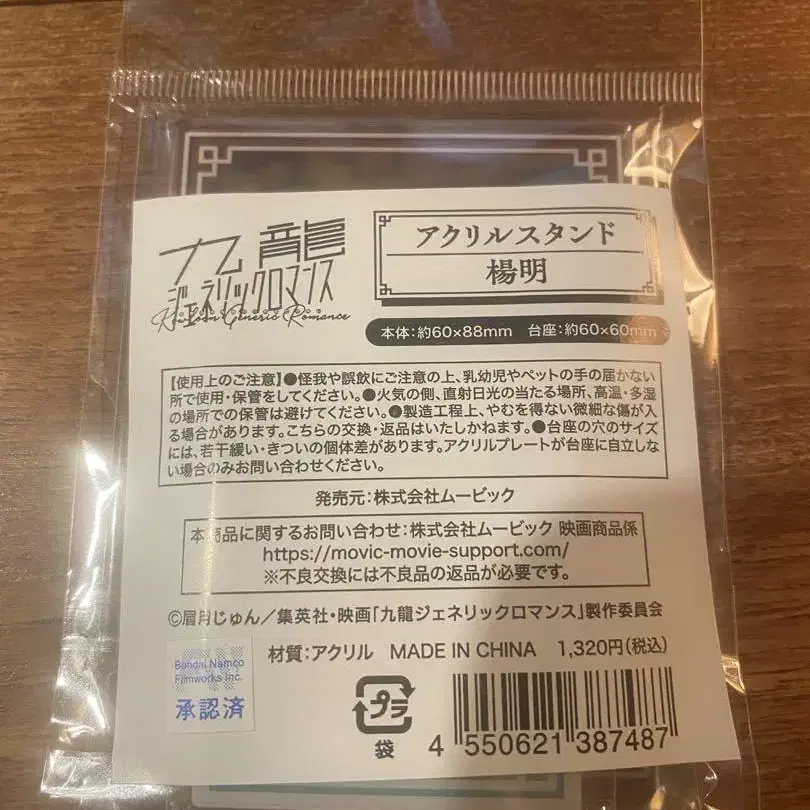 九龍
ジェネリックロマンス
Kowloon Generic Romance
アクリルスタンド
楊明
本体:約60×88mm 台座:約60×60mm
【使用上のご注意】●怪我や誤飲にご注意の上、乳幼児やペットの手の届かない
所で使用・保管をしてください。●火気の側、直射日光の当たる場所、高温・多湿
の場所での保管は避けてください。●製造工程上、やむを得ない微細な傷が入
る場合があります。こちらの交換・返品はいたしかねます。●台座の穴のサイズ
には、若干緩い・きついの個体差があります。アクリルプレートが台座に自立しな
い場合のみお問い合わせください。
発売元:株式会社ムービック
本商品に関するお問い合わせ:株式会社ムービック 映画商品係
https://movic-movie-support.com/
※不良交換には不良品の返品が必要です。
©眉月じゅん/集英社・映画「九龍ジェネリックロマンス」製作委員会
材質:アクリル MADE IN CHINA 1,320円(税込)
Bandai Namco
Filmworks Inc.
承認済
プラ
袋
4 550621 387487